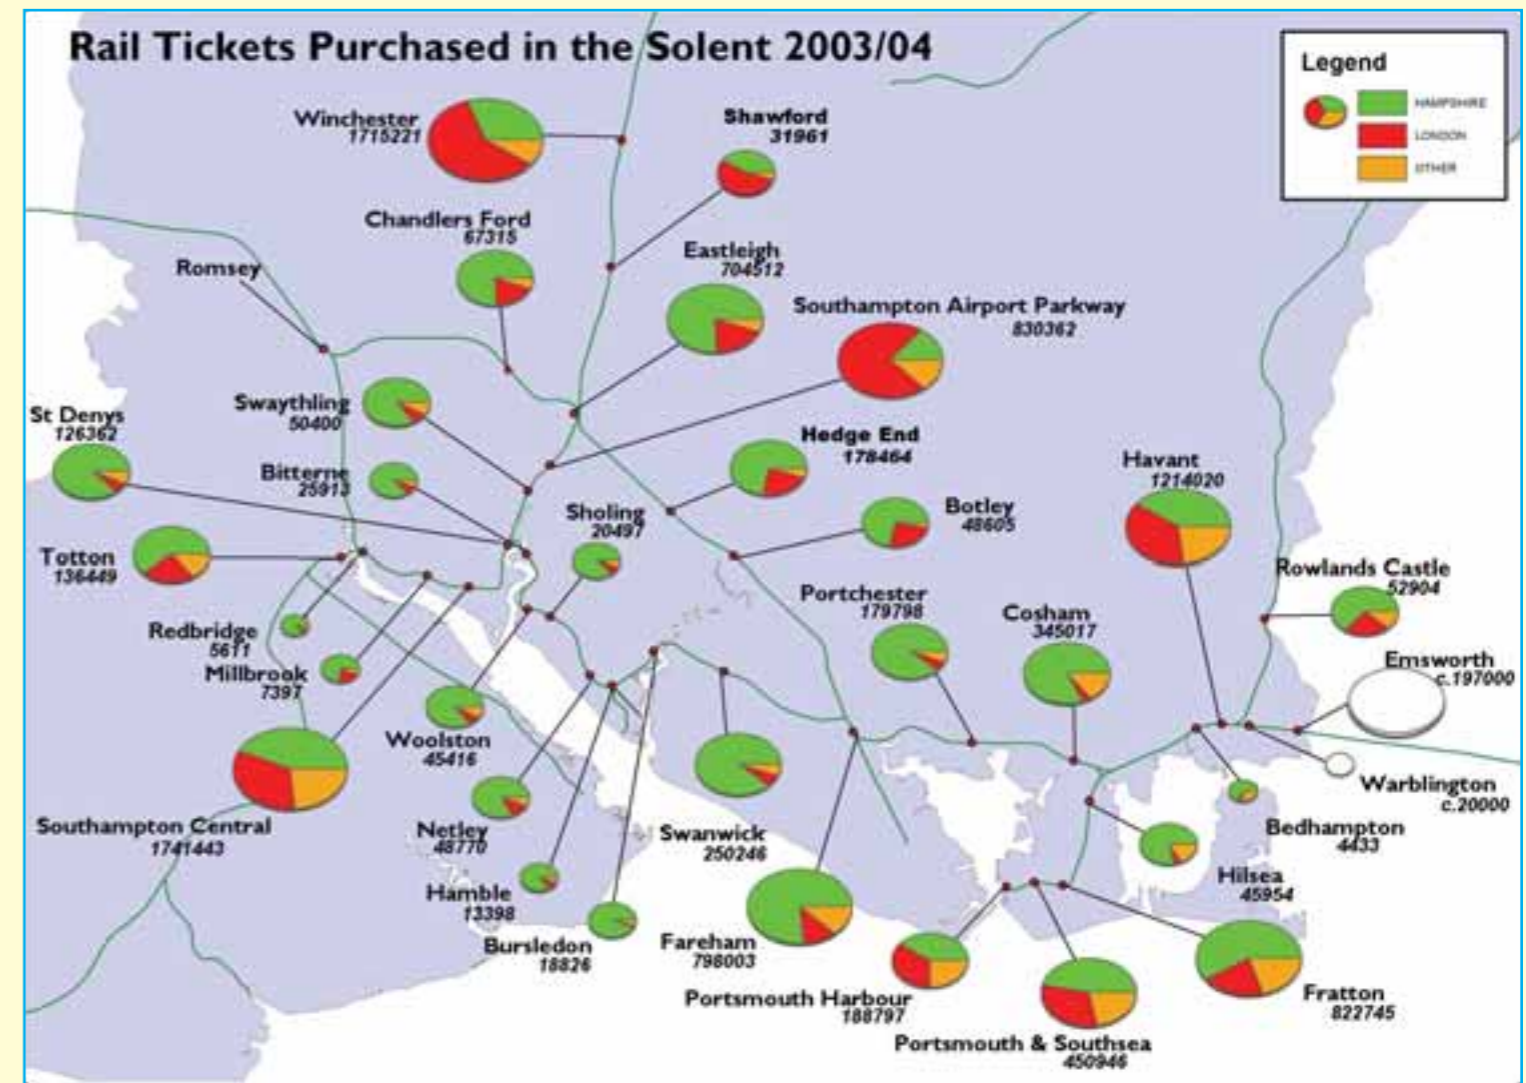 Rail Tickets Purchased in the Solent 2003/04
Legend
HAMPSHIRE
LONDON
OTHER
Winchester
1715221
Shawford
31961
Chandlers Ford
67315
Eastleigh
704512
Romsey
Southampton Airport Parkway
830362
St Denys
126362
Swaythling
50400
Hedge End
178464
Havant
1214020
Bitterne
25913
Sholing
20497
Botley
48605
Totton
136449
Rowlands Castle
52904
Portchester
179798
Cosham
345017
Redbridge
5611
Millbrook
7397
Emsworth
c.197000
Woolston
45416
Warblington
c.20000
Southampton Central
1741443
Netley
48770
Swanwick
250246
Bedhampton
4433
Hilsea
45954
Hamble
13398
Bursledon
18826
Fareham
798003
Portsmouth Harbour
188797
Fratton
822745
Portsmouth & Southsea
450946